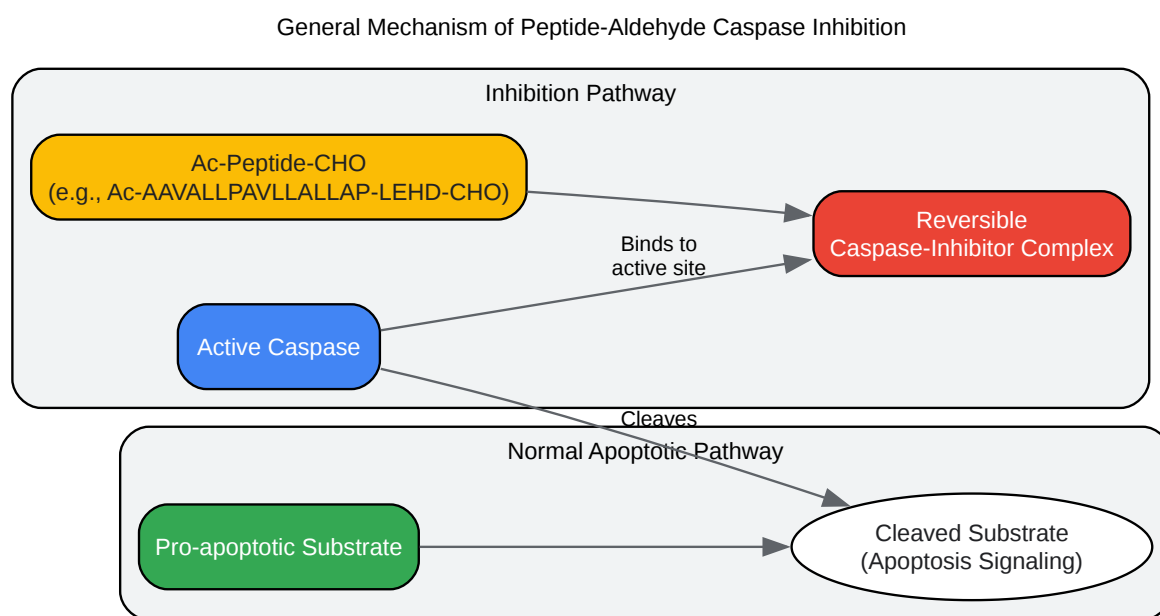 General Mechanism of Peptide-Aldehyde Caspase Inhibition
Inhibition Pathway
Ac-Peptide-CHO
(e.g., Ac-AAVALLPAVLLALLAP-LEHD-CHO)
Reversible
Caspase-Inhibitor Complex
Binds to
active site
Active Caspase
Cleaves
Normal Apoptotic Pathway
Pro-apoptotic Substrate
Cleaved Substrate
(Apoptosis Signaling)